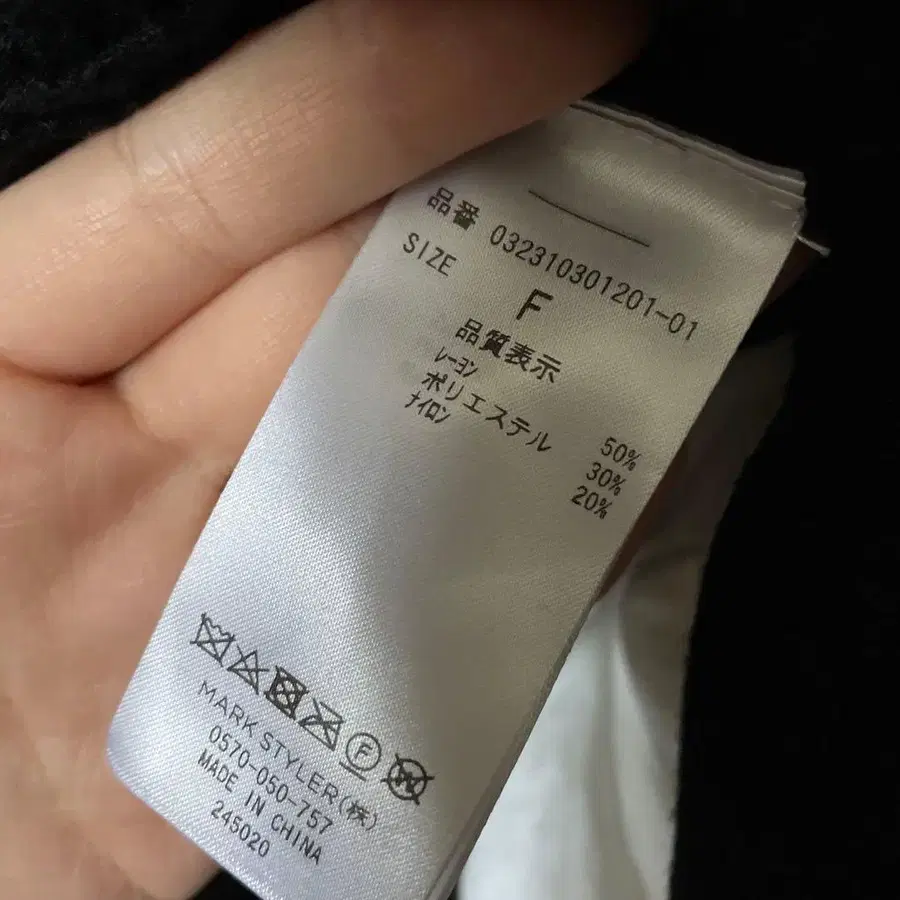 品番 032310301201-01
SIZE F
品質表示
レーヨン 50%
ポリエステル 30%
ナイロン 20%
F W
MARK STYLER(株)
0570-050-757
MADE IN CHINA
245020